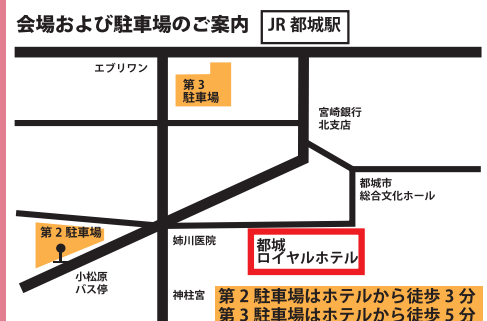 会場および駐車場のご案内
JR 都城駅
エブリワン
第３
駐車場
宮崎銀行
北支店
都城市
総合文化ホール
第２駐車場
姉川医院
都城
ロイヤルホテル
小松原
バス停
神柱宮
第２駐車場はホテルから徒歩３分
第３駐車場はホテルから徒歩５分